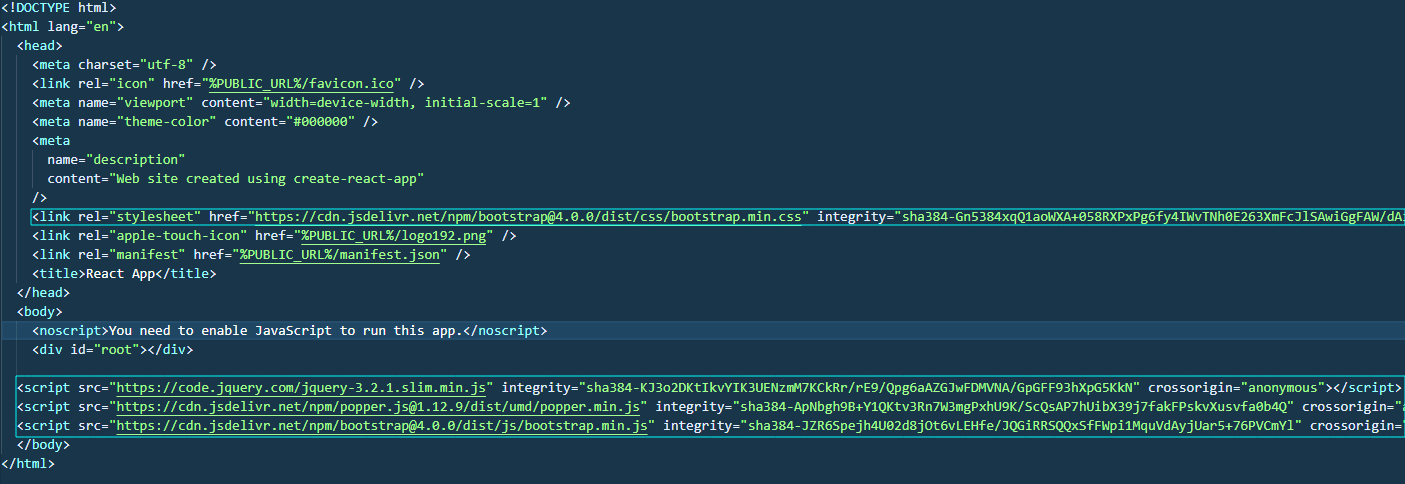 <!DOCTYPE html>
<html lang="en">
<head>
<meta charset="utf-8" />
<link rel="icon" href="%PUBLIC_URL%/favicon.ico" />
<meta name="viewport" content="width=device-width, initial-scale=1" />
<meta name="theme-color" content="#000000" />
<meta
name="description"
content="Web site created using create-react-app"
/>
<link rel="stylesheet" href="https://cdn.jsdelivr.net/npm/bootstrap@4.0.0/dist/css/bootstrap.min.css" integrity="sha384-Gn5384xqQ1aoWXA+058RXPxPg6fy4IWvTNh0E263XmFcJlSAwiGgFAW/dAi
<link rel="apple-touch-icon" href="%PUBLIC_URL%/logo192.png" />
<link rel="manifest" href="%PUBLIC_URL%/manifest.json" />
<title>React App</title>
</head>
<body>
<noscript>You need to enable JavaScript to run this app.</noscript>
<div id="root"></div>
<script src="https://code.jquery.com/jquery-3.2.1.slim.min.js" integrity="sha384-KJ3o2DKtIkvYIK3UENzmM7KCkRr/rE9/Qpg6aAZGJwFDMVNA/GpGFF93hXpG5KkN" crossorigin="anonymous"></script>
<script src="https://cdn.jsdelivr.net/npm/popper.js@1.12.9/dist/umd/popper.min.js" integrity="sha384-ApNbgh9B+Y1QKtv3Rn7W3mgPxhU9K/ScQsAP7hUibX39j7fakFPskvXusvfa0b4Q" crossorigin="a
<script src="https://cdn.jsdelivr.net/npm/bootstrap@4.0.0/dist/js/bootstrap.min.js" integrity="sha384-JZR6Spejh4U02d8jOt6vLEHfe/JQGiRRSQQxSfFWpi1MquVdAyjUar5+76PVCmYl" crossorigin="
</body>
</html>